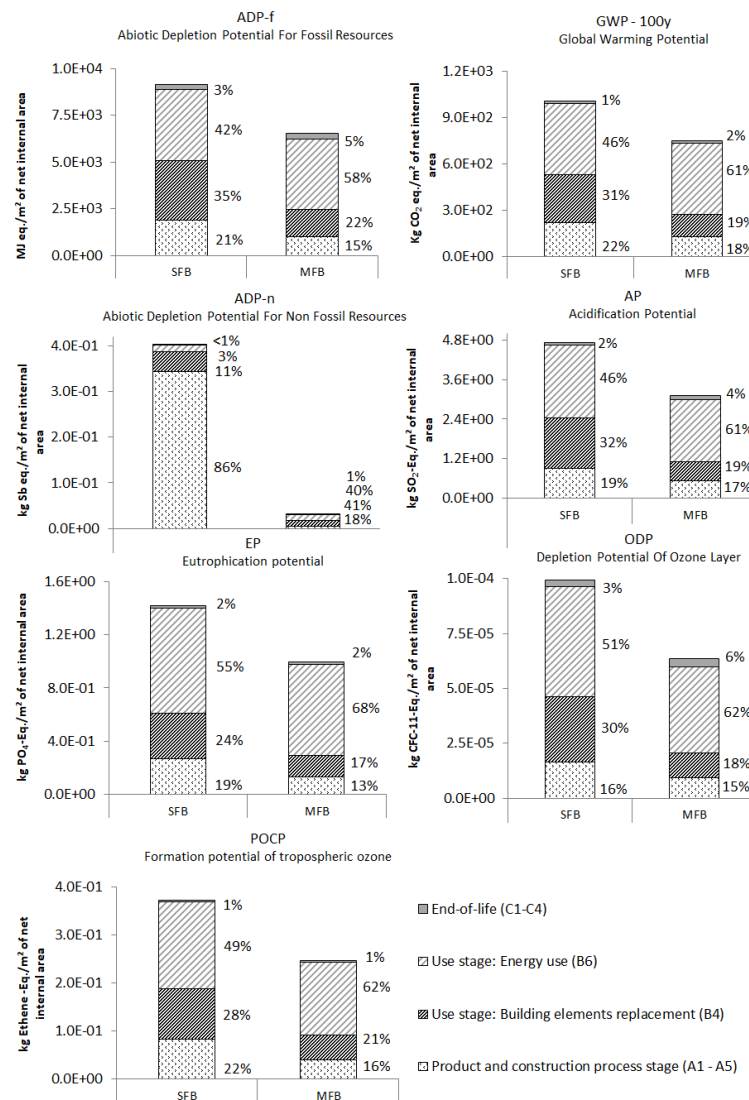 ADP-f
Abiotic Depletion Potential For Fossil Resources
MJ eq./m² of net internal area
1.0E+04
7.5E+03
5.0E+03
2.5E+03
0.0E+00
3%
42%
35%
21%
5%
58%
22%
15%
SFB
MFB
GWP - 100y
Global Warming Potential
Kg CO₂ eq./m² of net internal
area
1.2E+03
9.0E+02
6.0E+02
3.0E+02
0.0E+00
1%
46%
31%
22%
2%
61%
19%
18%
SFB
MFB
ADP-n
Abiotic Depletion Potential For Non Fossil Resources
kg Sb eq./m² of net internal
area
4.0E-01
3.0E-01
2.0E-01
1.0E-01
0.0E+00
<1%
3%
11%
86%
1%
40%
41%
18%
AP
Acidification Potential
kg SO₂-Eq./m² of net internal
area
4.8E+00
3.6E+00
2.4E+00
1.2E+00
0.0E+00
2%
46%
32%
19%
4%
61%
19%
17%
SFB
MFB
EP
Eutrophication potential
kg PO₄-Eq./m² of net internal area
1.6E+00
1.2E+00
8.0E-01
4.0E-01
0.0E+00
2%
55%
24%
19%
2%
68%
17%
13%
SFB
MFB
ODP
Depletion Potential Of Ozone Layer
kg CFC-11-Eq./m² of net internal
area
1.0E-04
7.5E-05
5.0E-05
2.5E-05
0.0E+00
3%
51%
30%
16%
6%
62%
18%
15%
SFB
MFB
POCP
Formation potential of tropospheric ozone
kg Ethene -Eq./m² of net
internal area
4.0E-01
3.0E-01
2.0E-01
1.0E-01
0.0E+00
1%
49%
28%
22%
1%
62%
21%
16%
SFB
MFB
End-of-life (C1-C4)
Use stage: Energy use (B6)
Use stage: Building elements replacement (B4)
Product and construction process stage (A1 - A5)